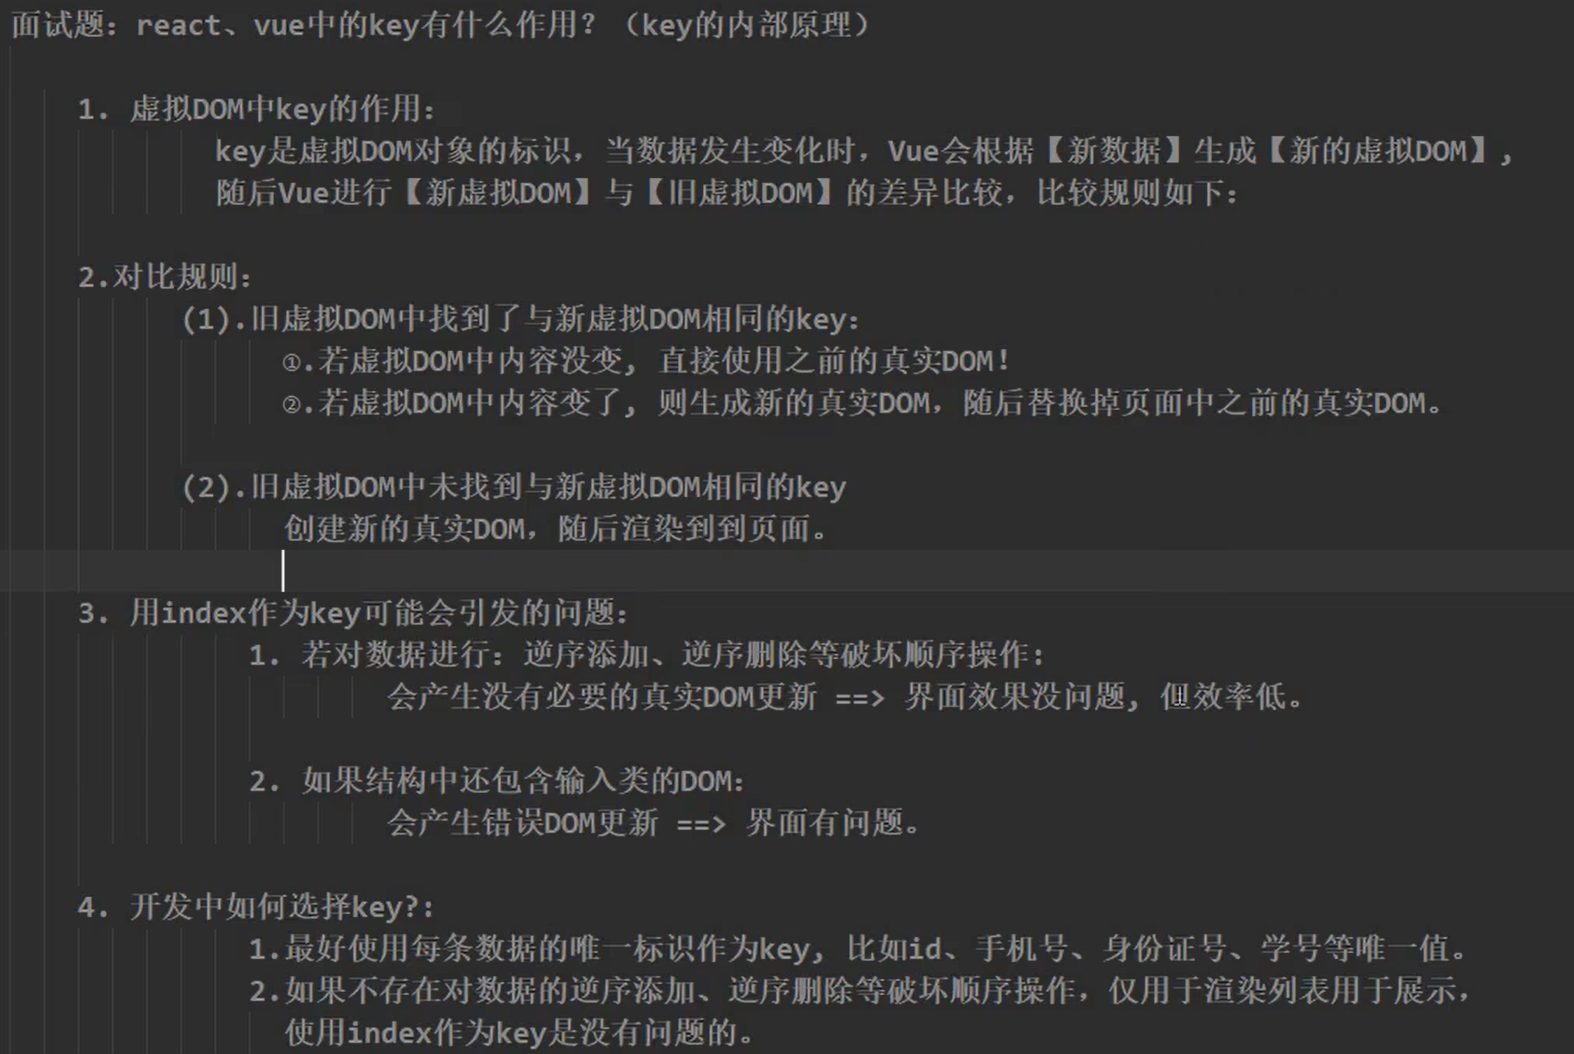 面试题：react、vue中的key有什么作用？（key的内部原理）
1. 虚拟DOM中key的作用：
key是虚拟DOM对象的标识，当数据发生变化时，Vue会根据【新数据】生成【新的虚拟DOM】,
随后Vue进行【新虚拟DOM】与【旧虚拟DOM】的差异比较，比较规则如下：
2.对比规则：
(1).旧虚拟DOM中找到了与新虚拟DOM相同的key：
①.若虚拟DOM中内容没变, 直接使用之前的真实DOM！
②.若虚拟DOM中内容变了, 则生成新的真实DOM，随后替换掉页面中之前的真实DOM。
(2).旧虚拟DOM中未找到与新虚拟DOM相同的key
创建新的真实DOM，随后渲染到到页面。
3. 用index作为key可能会引发的问题：
1. 若对数据进行：逆序添加、逆序删除等破坏顺序操作：
会产生没有必要的真实DOM更新 ==> 界面效果没问题, 但效率低。
2. 如果结构中还包含输入类的DOM：
会产生错误DOM更新 ==> 界面有问题。
4. 开发中如何选择key?：
1.最好使用每条数据的唯一标识作为key, 比如id、手机号、身份证号、学号等唯一值。
2.如果不存在对数据的逆序添加、逆序删除等破坏顺序操作，仅用于渲染列表用于展示，
使用index作为key是没有问题的。